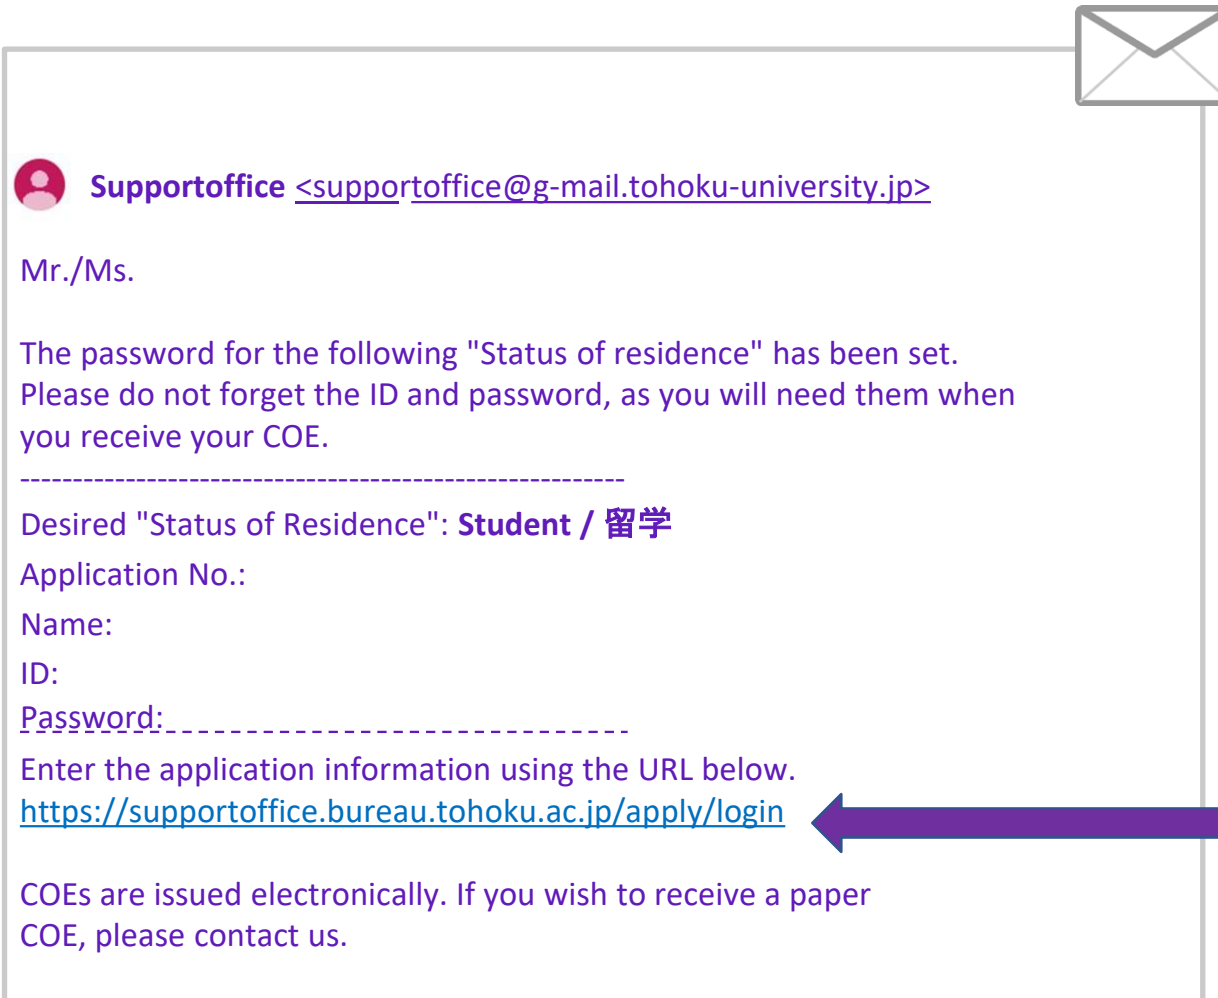 Supportoffice <supportoffice@g-mail.tohoku-university.jp>
Mr./Ms.
The password for the following "Status of residence" has been set.
Please do not forget the ID and password, as you will need them when
you receive your COE.
----------------------------------------------------------
Desired "Status of Residence": Student / 留学
Application No.:
Name:
ID:
Password:
Enter the application information using the URL below.
https://supportoffice.bureau.tohoku.ac.jp/apply/login
COEs are issued electronically. If you wish to receive a paper
COE, please contact us.